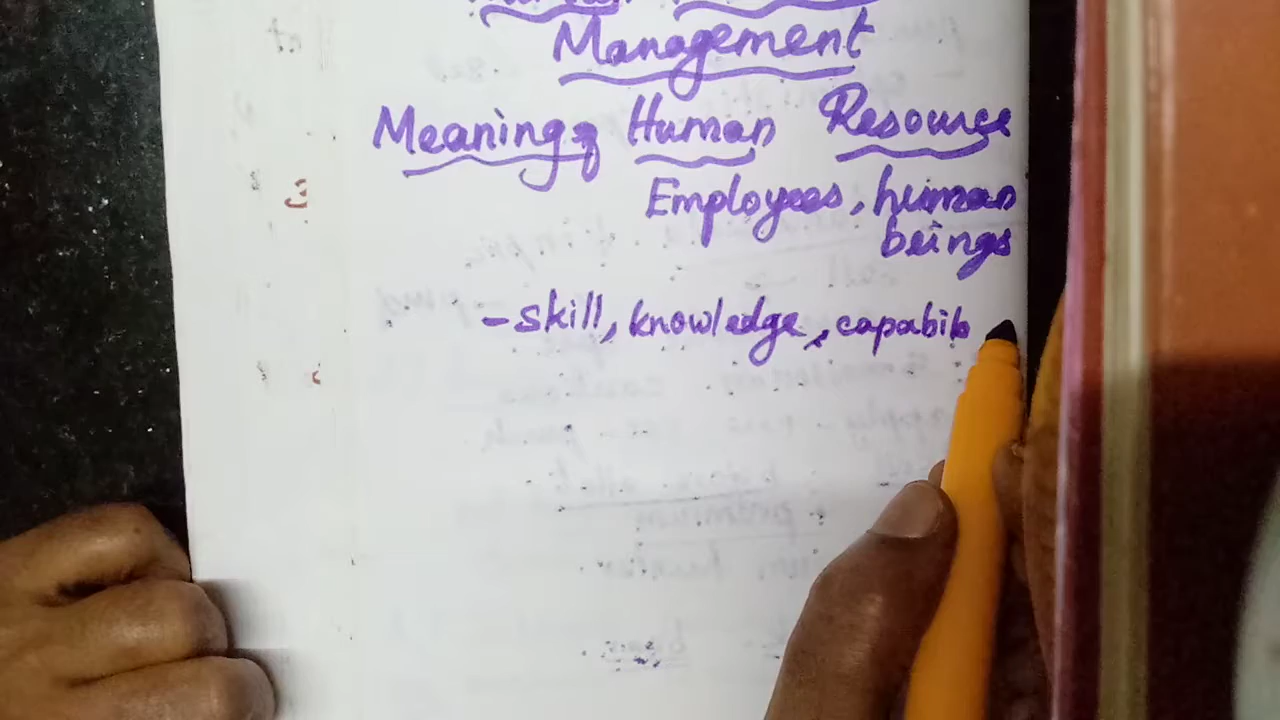 Management
Meaning of Human Resource
Employees, human
beings
- skill, knowledge, capabili